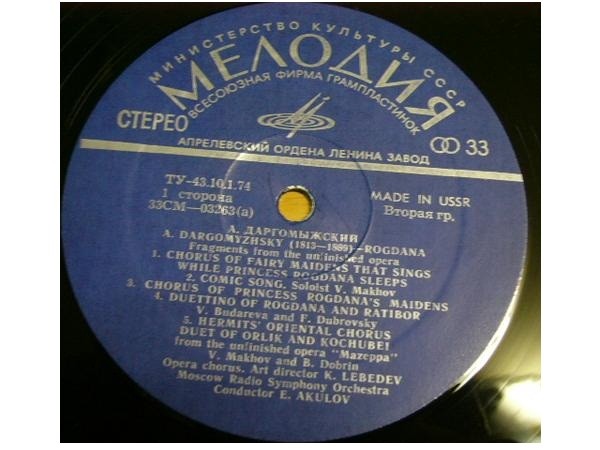 МИНИСТЕРСТВО КУЛЬТУРЫ СССР
МЕЛОДИЯ
ВСЕСОЮЗНАЯ ФИРМА ГРАМПЛАСТИНОК
СТЕРЕО
33
АПРЕЛЕВСКИЙ ОРДЕНА ЛЕНИНА ЗАВОД
ТУ-43.10.1.74
1 сторона
33СМ—03263(а)
MADE IN USSR
Вторая гр.
А. ДАРГОМЫЖСКИЙ
A. DARGOMYZHSKY (1813—1869)—ROGDANA
Fragments from the unfinished opera
1. CHORUS OF FAIRY MAIDENS THAT SINGS
WHILE PRINCESS ROGDANA SLEEPS
2. COMIC SONG. Soloist V. Makhov
3. CHORUS OF PRINCESS ROGDANA'S MAIDENS
4. DUETTINO OF ROGDANA AND RATIBOR
V. Budareva and F. Dubrovsky
5. HERMITS' ORIENTAL CHORUS
DUET OF ORLIK AND KOCHUBEI
from the unfinished opera "Mazeppa"
V. Makhov and B. Dobrin
Opera chorus. Art director K. LEBEDEV
Moscow Radio Symphony Orchestra
Conductor E. AKULOV